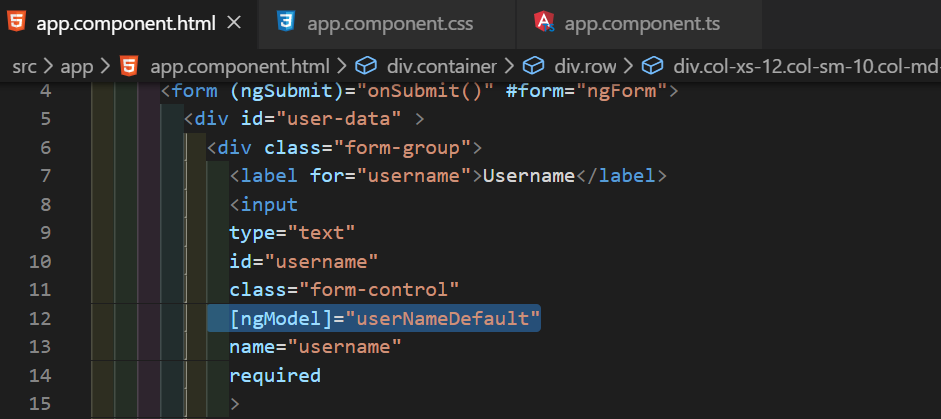 app.component.html × app.component.css app.component.ts
src > app > app.component.html > div.container > div.row > div.col-xs-12.col-sm-10.col-md-
4 <form (ngSubmit)="onSubmit()" #form="ngForm">
5 <div id="user-data" >
6 <div class="form-group">
7 <label for="username">Username</label>
8 <input
9 type="text"
10 id="username"
11 class="form-control"
12 [ngModel]="userNameDefault"
13 name="username"
14 required
15 >